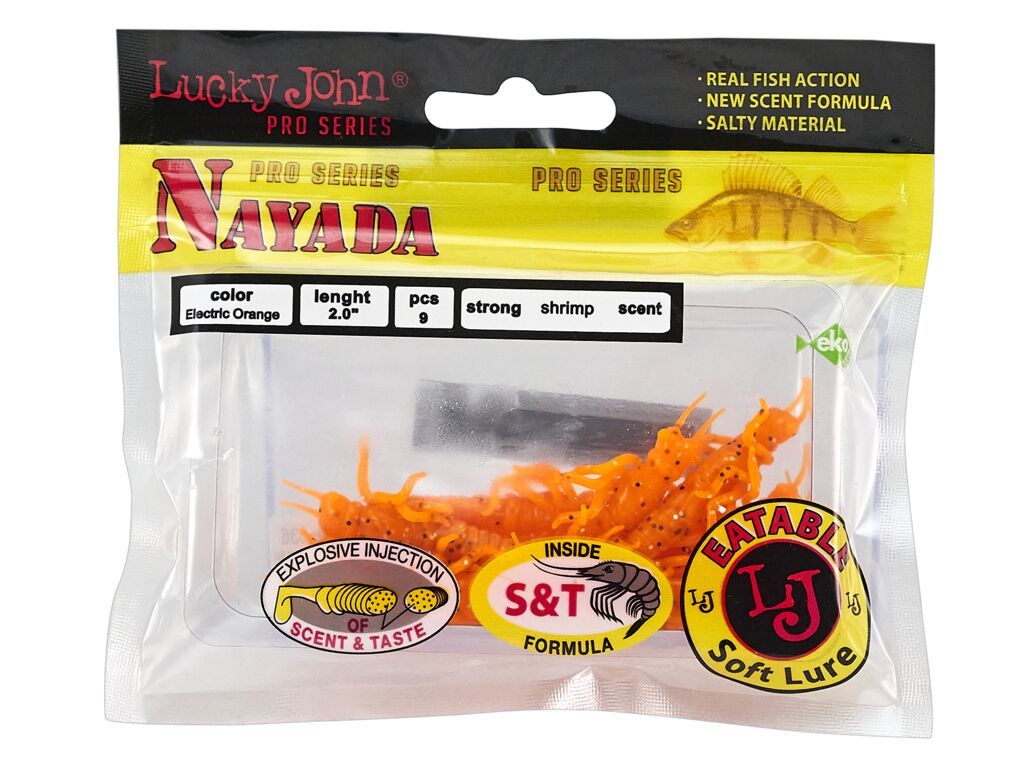 Lucky John®
PRO SERIES
· REAL FISH ACTION
· NEW SCENT FORMULA
· SALTY MATERIAL
PRO SERIES
NAYADA
PRO SERIES
color
Electric Orange
lenght
2.0"
pcs
9
strong shrimp scent
eko
EXPLOSIVE INJECTION
OF
SCENT & TASTE
INSIDE
S&T
FORMULA
EATABLE
LJ
LJ
LJ
Soft Lure